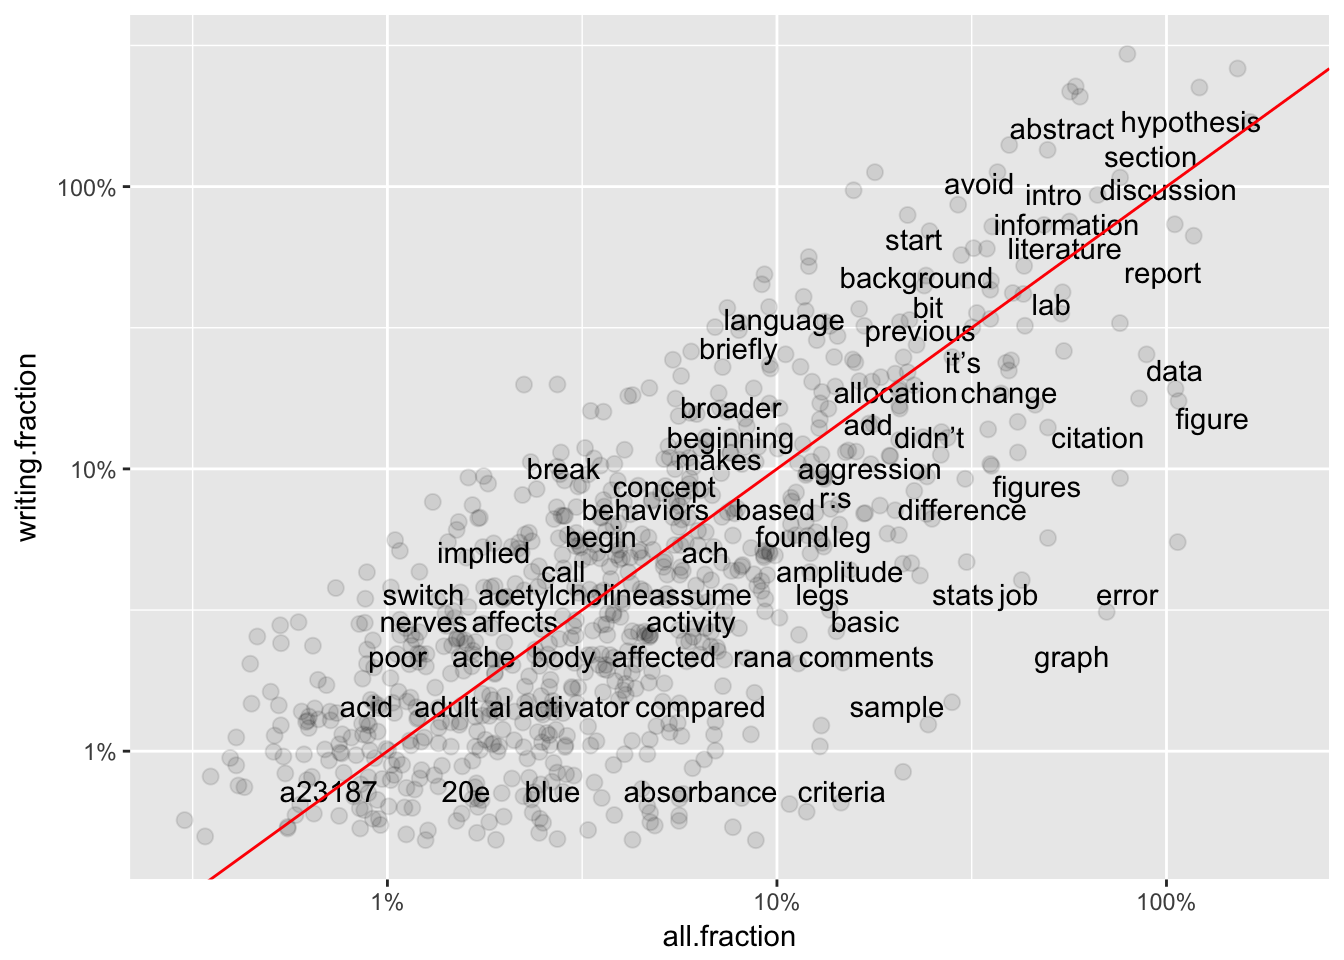 abstract hypothesis
section
100% avoid intro discussion
information
start literature
background report
bit lab
language previous
briefly it’s
data
allocation change
broader figure
add
beginning didn’t citation
makes
10% break aggression
concept figures
r:s
behaviors based difference
begin found leg
implied ach
call amplitude
switch acetylcholine assume legs stats job error
nerves affects activity basic
poor ache body affected rana comments graph
acid adult al activator compared sample
1%
a23187 20e blue absorbance criteria
1% 10% 100%
all.fraction
writing.fraction